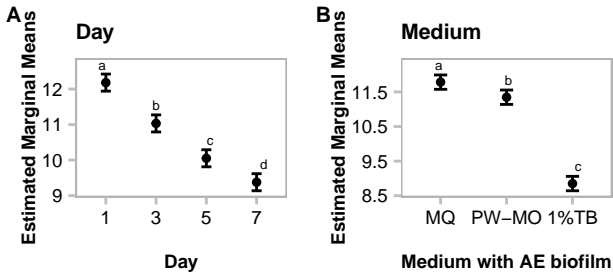 A
Day
Estimated Marginal Means
12
11
10
9
a
b
c
d
1 3 5 7
Day
B
Medium
Estimated Marginal Means
11.5
10.5
9.5
8.5
a
b
c
MQ PW−MO 1%TB
Medium with AE biofilm